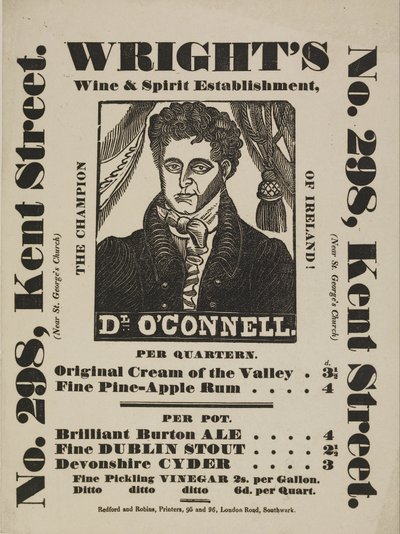 WRIGHT'S
Wine & Spirit Establishment,
No. 298, Kent Street.
(Near St. George's Church)
THE CHAMPION
OF IRELAND!
(Near St. George's Church)
No. 298, Kent Street.
DL O'CONNELL.
PER QUARTERN.
d.
Original Cream of the Valley . 3½
Fine Pine-Apple Rum . . . . 4
PER POT.
Brilliant Burton ALE . . . . 4
Fine DUBLIN STOUT . . . . 2½
Devonshire CYDER . . . . 3
Fine Pickling VINEGAR 2s. per Gallon.
Ditto ditto ditto 6d. per Quart.
Redford and Robins, Printers, 95 and 96, London Road, Southwark.